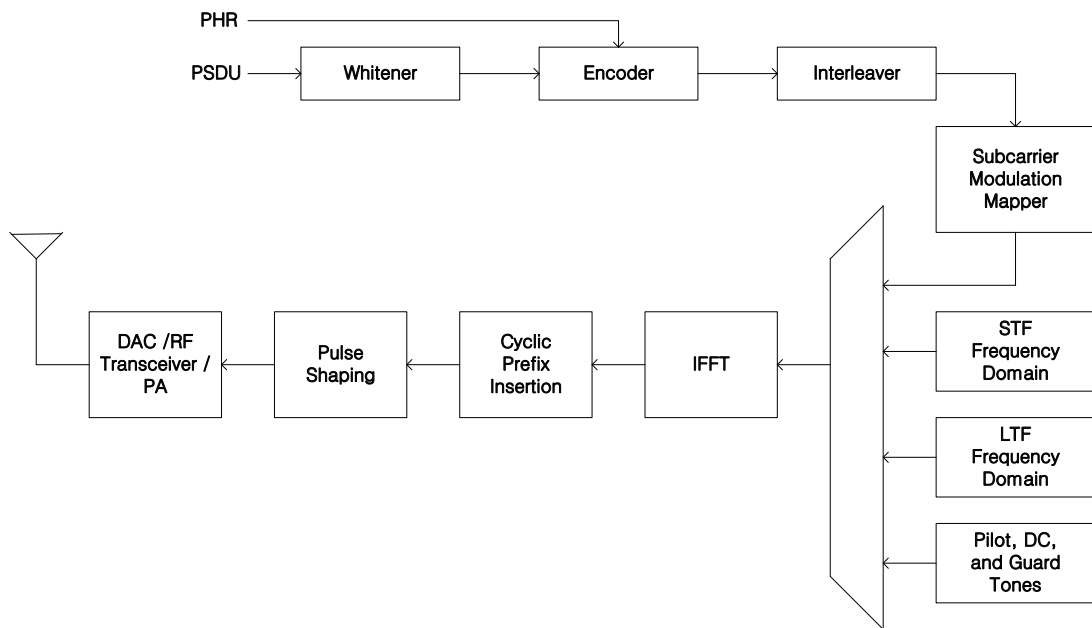 PHR
PSDU
Whitener
Encoder
Interleaver
Subcarrier
Modulation
Mapper
DAC /RF
Transceiver /
PA
Pulse
Shaping
Cyclic
Prefix
Insertion
IFFT
STF
Frequency
Domain
LTF
Frequency
Domain
Pilot, DC,
and Guard
Tones